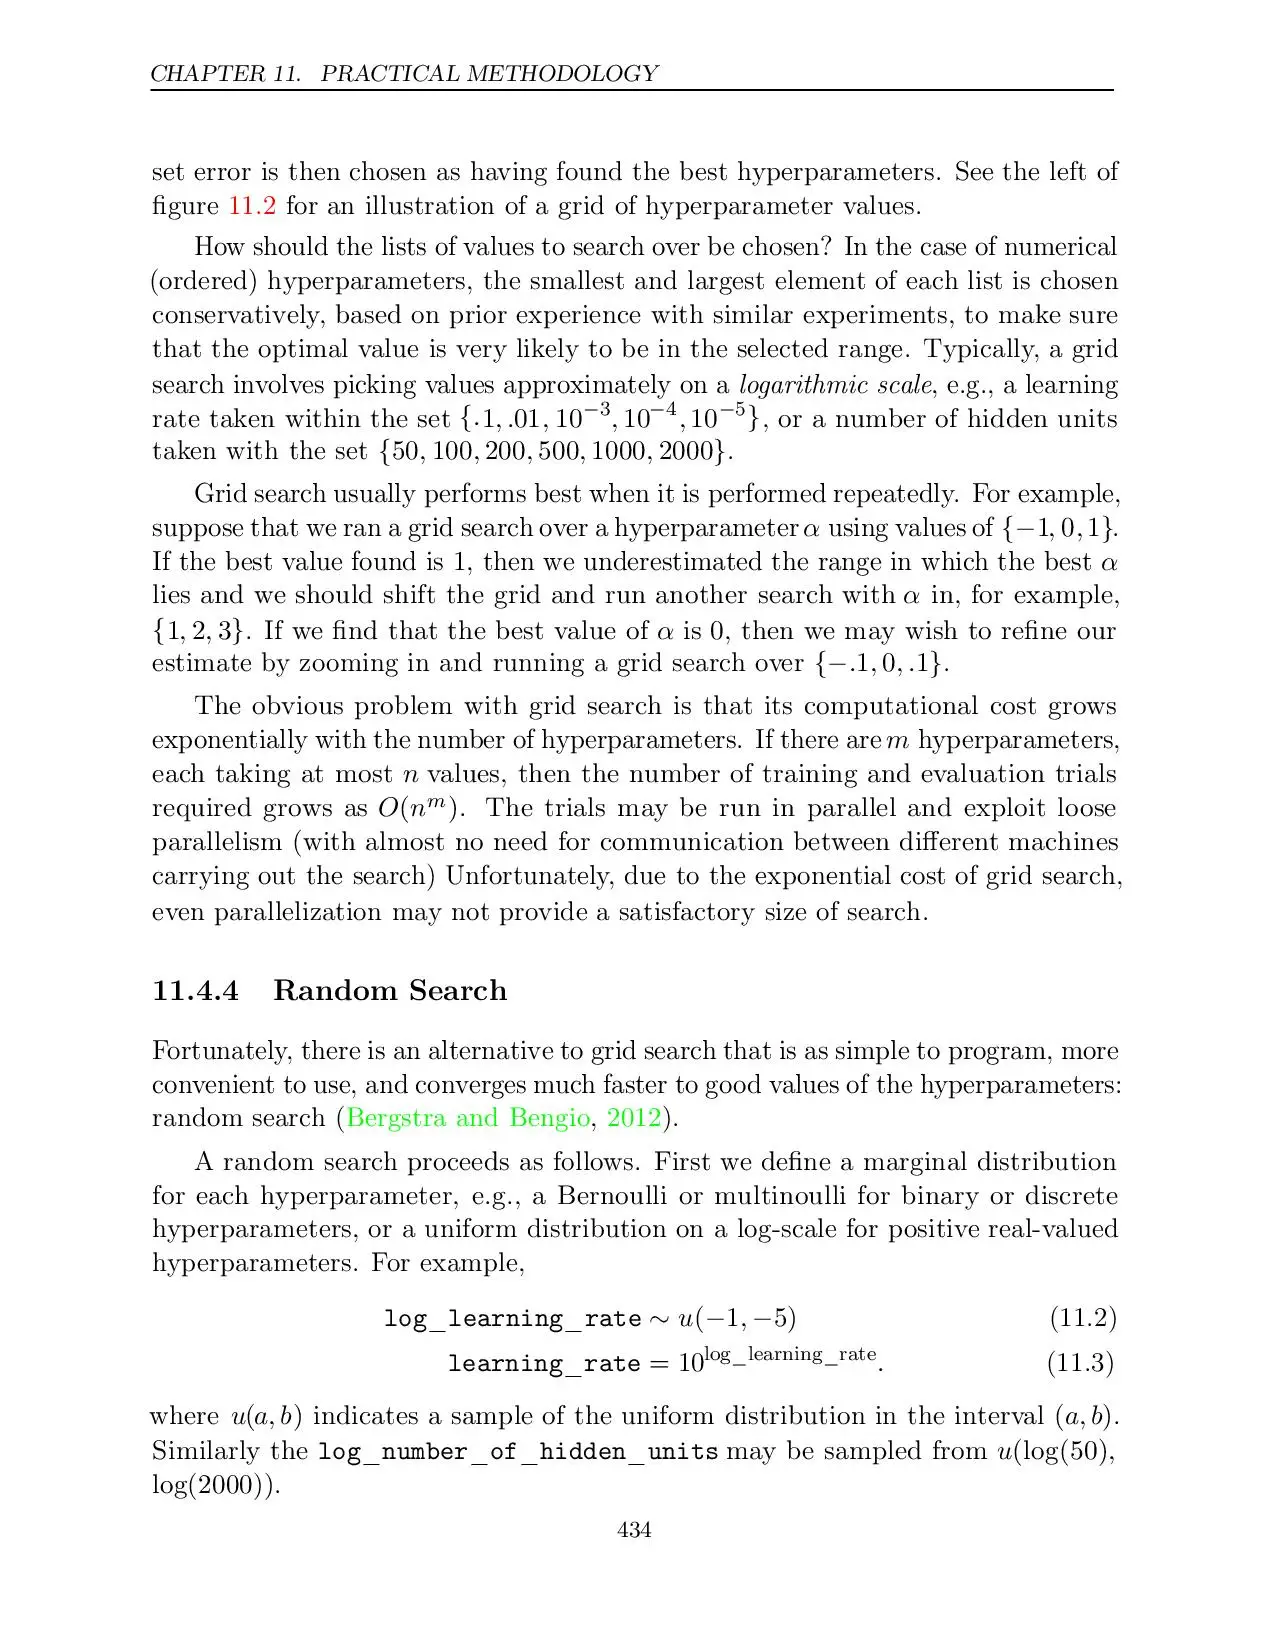 CHAPTER 11. PRACTICAL METHODOLOGY
set error is then chosen as having found the best hyperparameters. See the left of
figure 11.2 for an illustration of a grid of hyperparameter values.
How should the lists of values to search over be chosen? In the case of numerical
(ordered) hyperparameters, the smallest and largest element of each list is chosen
conservatively, based on prior experience with similar experiments, to make sure
that the optimal value is very likely to be in the selected range. Typically, a grid
search involves picking values approximately on a logarithmic scale, e.g., a learning
rate taken within the set {.1, .01, 10⁻³, 10⁻⁴, 10⁻⁵}, or a number of hidden units
taken with the set {50, 100, 200, 500, 1000, 2000}.
Grid search usually performs best when it is performed repeatedly. For example,
suppose that we ran a grid search over a hyperparameter α using values of {−1, 0, 1}.
If the best value found is 1, then we underestimated the range in which the best α
lies and we should shift the grid and run another search with α in, for example,
{1, 2, 3}. If we find that the best value of α is 0, then we may wish to refine our
estimate by zooming in and running a grid search over {−.1, 0, .1}.
The obvious problem with grid search is that its computational cost grows
exponentially with the number of hyperparameters. If there are m hyperparameters,
each taking at most n values, then the number of training and evaluation trials
required grows as O(nᵐ). The trials may be run in parallel and exploit loose
parallelism (with almost no need for communication between different machines
carrying out the search) Unfortunately, due to the exponential cost of grid search,
even parallelization may not provide a satisfactory size of search.
11.4.4 Random Search
Fortunately, there is an alternative to grid search that is as simple to program, more
convenient to use, and converges much faster to good values of the hyperparameters:
random search (Bergstra and Bengio, 2012).
A random search proceeds as follows. First we define a marginal distribution
for each hyperparameter, e.g., a Bernoulli or multinoulli for binary or discrete
hyperparameters, or a uniform distribution on a log-scale for positive real-valued
hyperparameters. For example,
log_learning_rate ∼ u(−1, −5) (11.2)
learning_rate = 10^log_learning_rate. (11.3)
where u(a, b) indicates a sample of the uniform distribution in the interval (a, b).
Similarly the log_number_of_hidden_units may be sampled from u(log(50),
log(2000)).
434